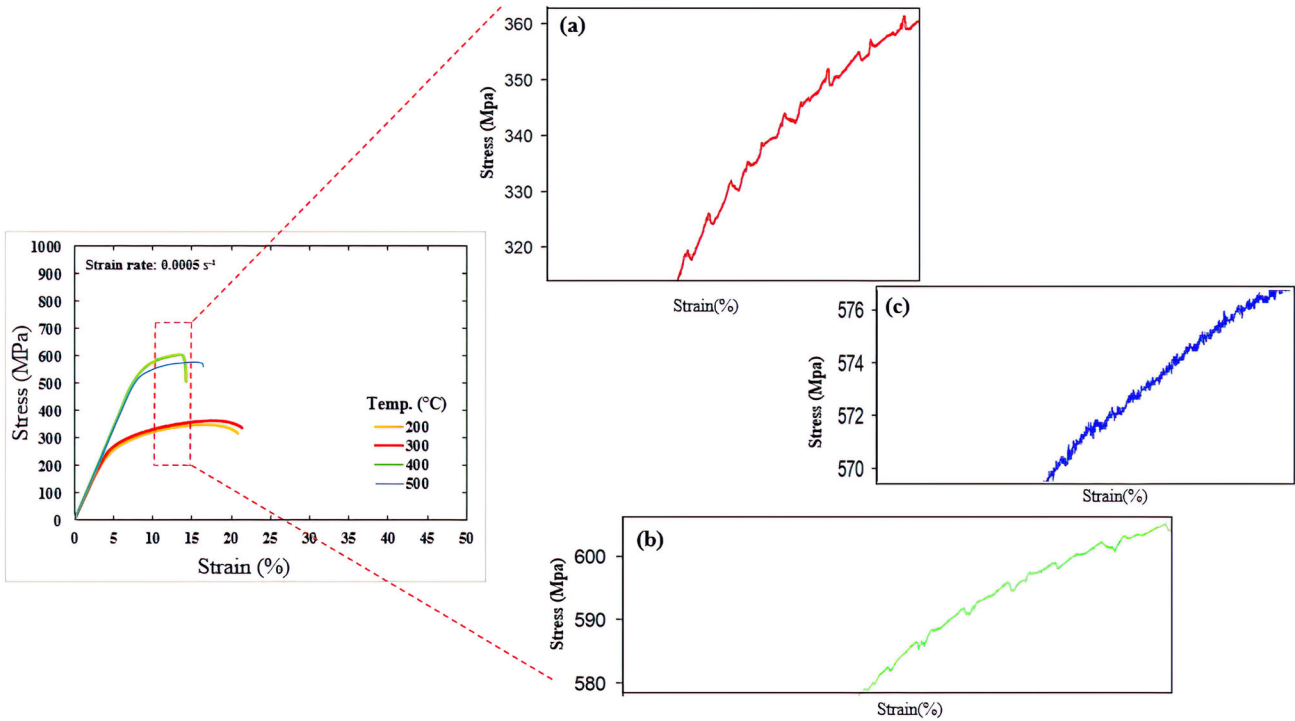 (a)
360
350
340
330
320
Stress (Mpa)
Strain(%)
Strain rate: 0.0005 s⁻¹
1000
900
800
700
600
500
400
300
200
100
0
Stress (MPa)
0 5 10 15 20 25 30 35 40 45 50
Strain (%)
Temp. (°C)
200
300
400
500
(c)
576
574
572
570
Stress (Mpa)
Strain(%)
(b)
600
590
580
Stress (Mpa)
Strain(%)